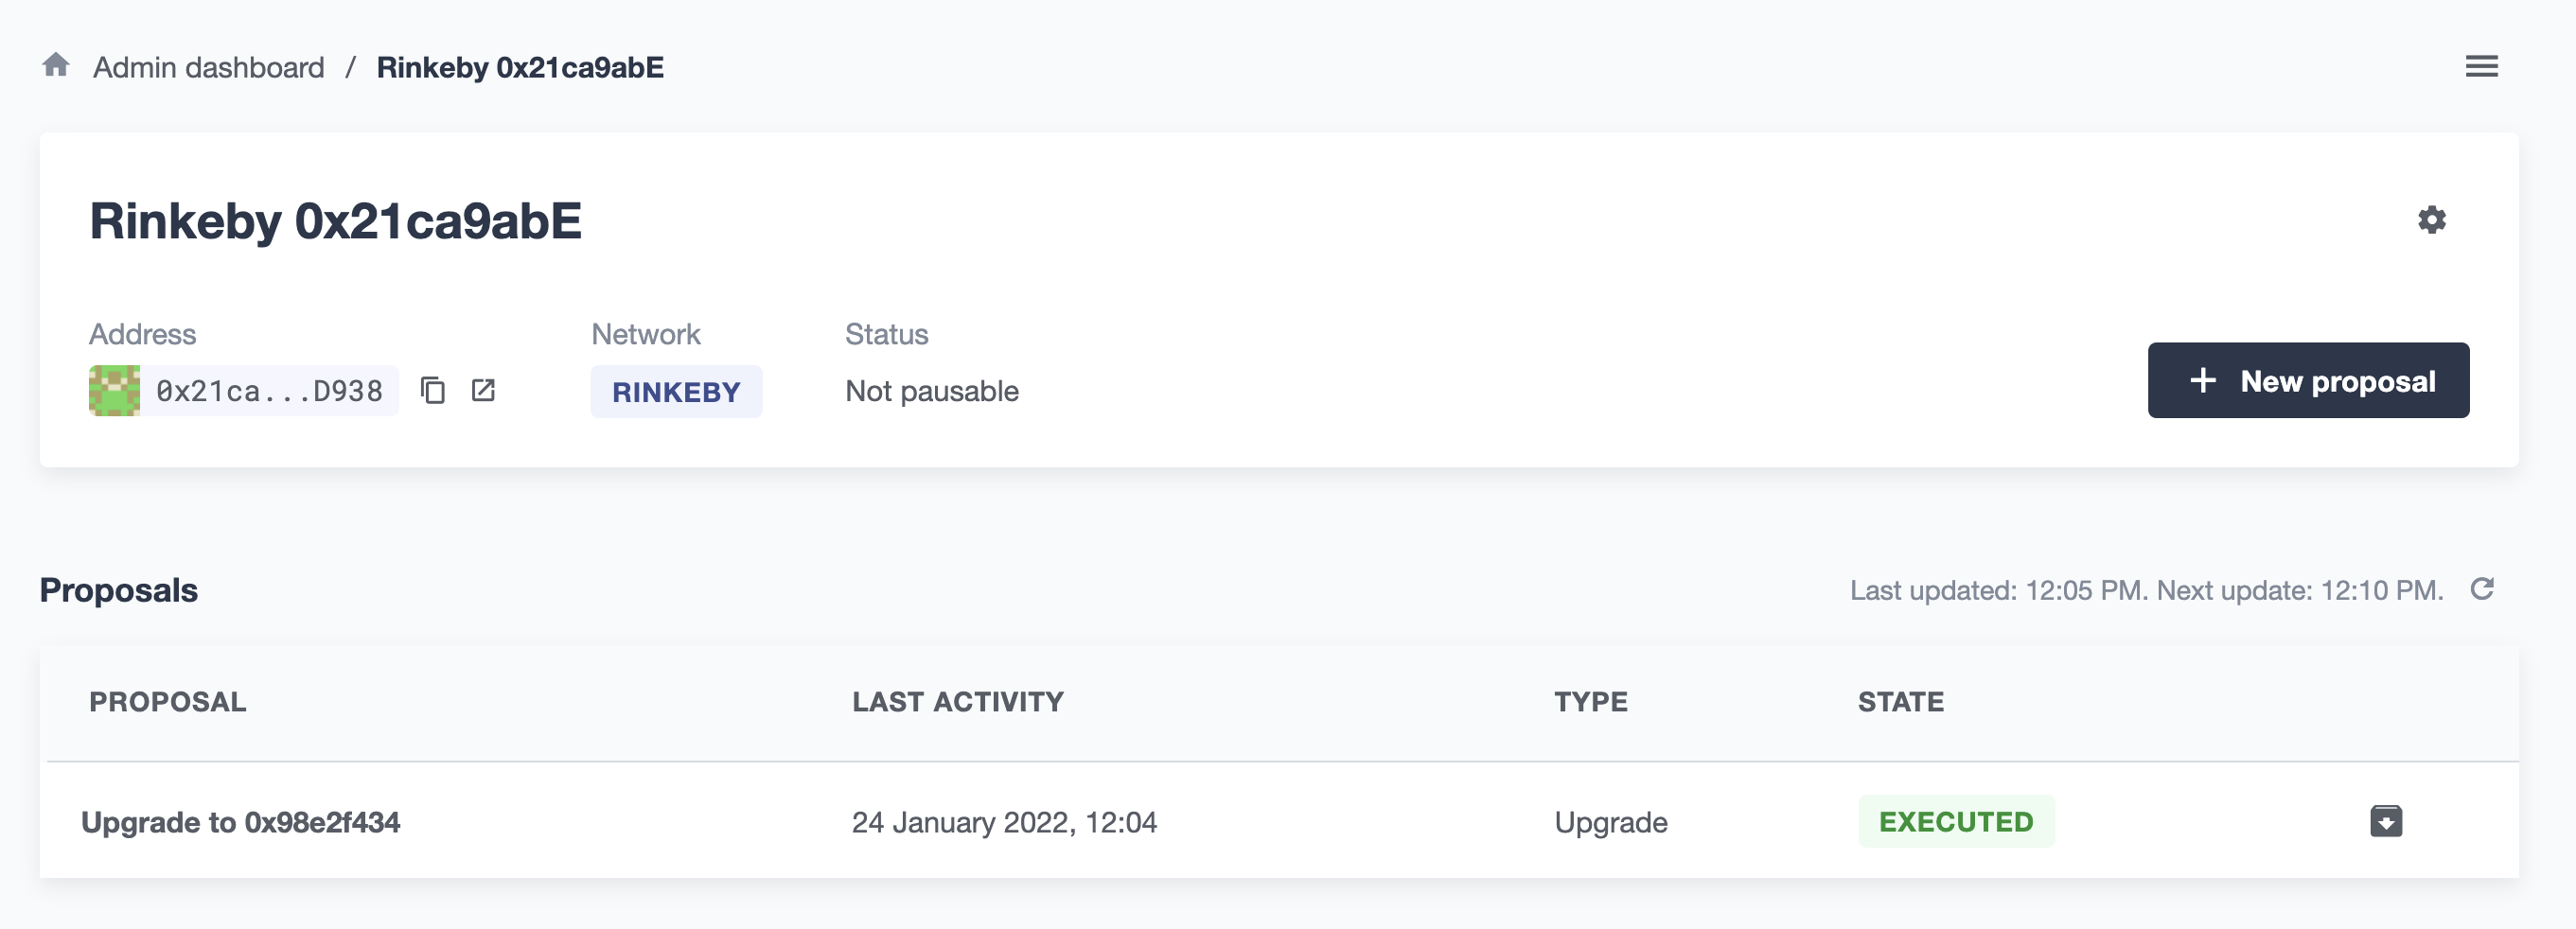 Admin dashboard / Rinkeby 0x21ca9abE
Rinkeby 0x21ca9abE
Address Network Status
0x21ca...D938 RINKEBY Not pausable
+ New proposal
Proposals Last updated: 12:05 PM. Next update: 12:10 PM.
PROPOSAL LAST ACTIVITY TYPE STATE
Upgrade to 0x98e2f434 24 January 2022, 12:04 Upgrade EXECUTED